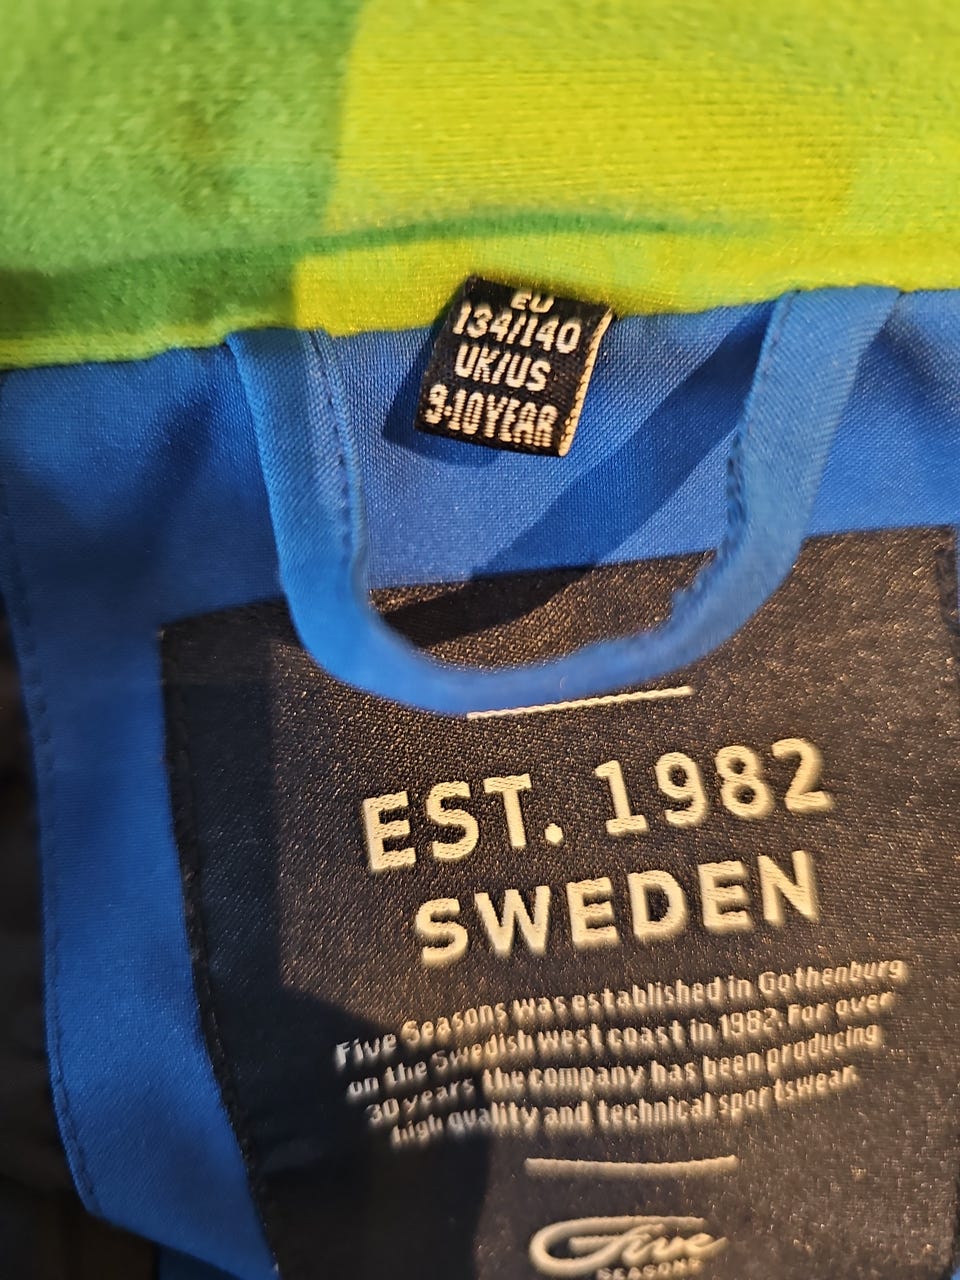 EU
134/140
UK/US
9-10YEAR
EST. 1982
SWEDEN
Five Seasons was established in Gothenburg
on the Swedish west coast in 1982. For over
30 years the company has been producing
high quality and technical sportswear.
Five
SEASONS